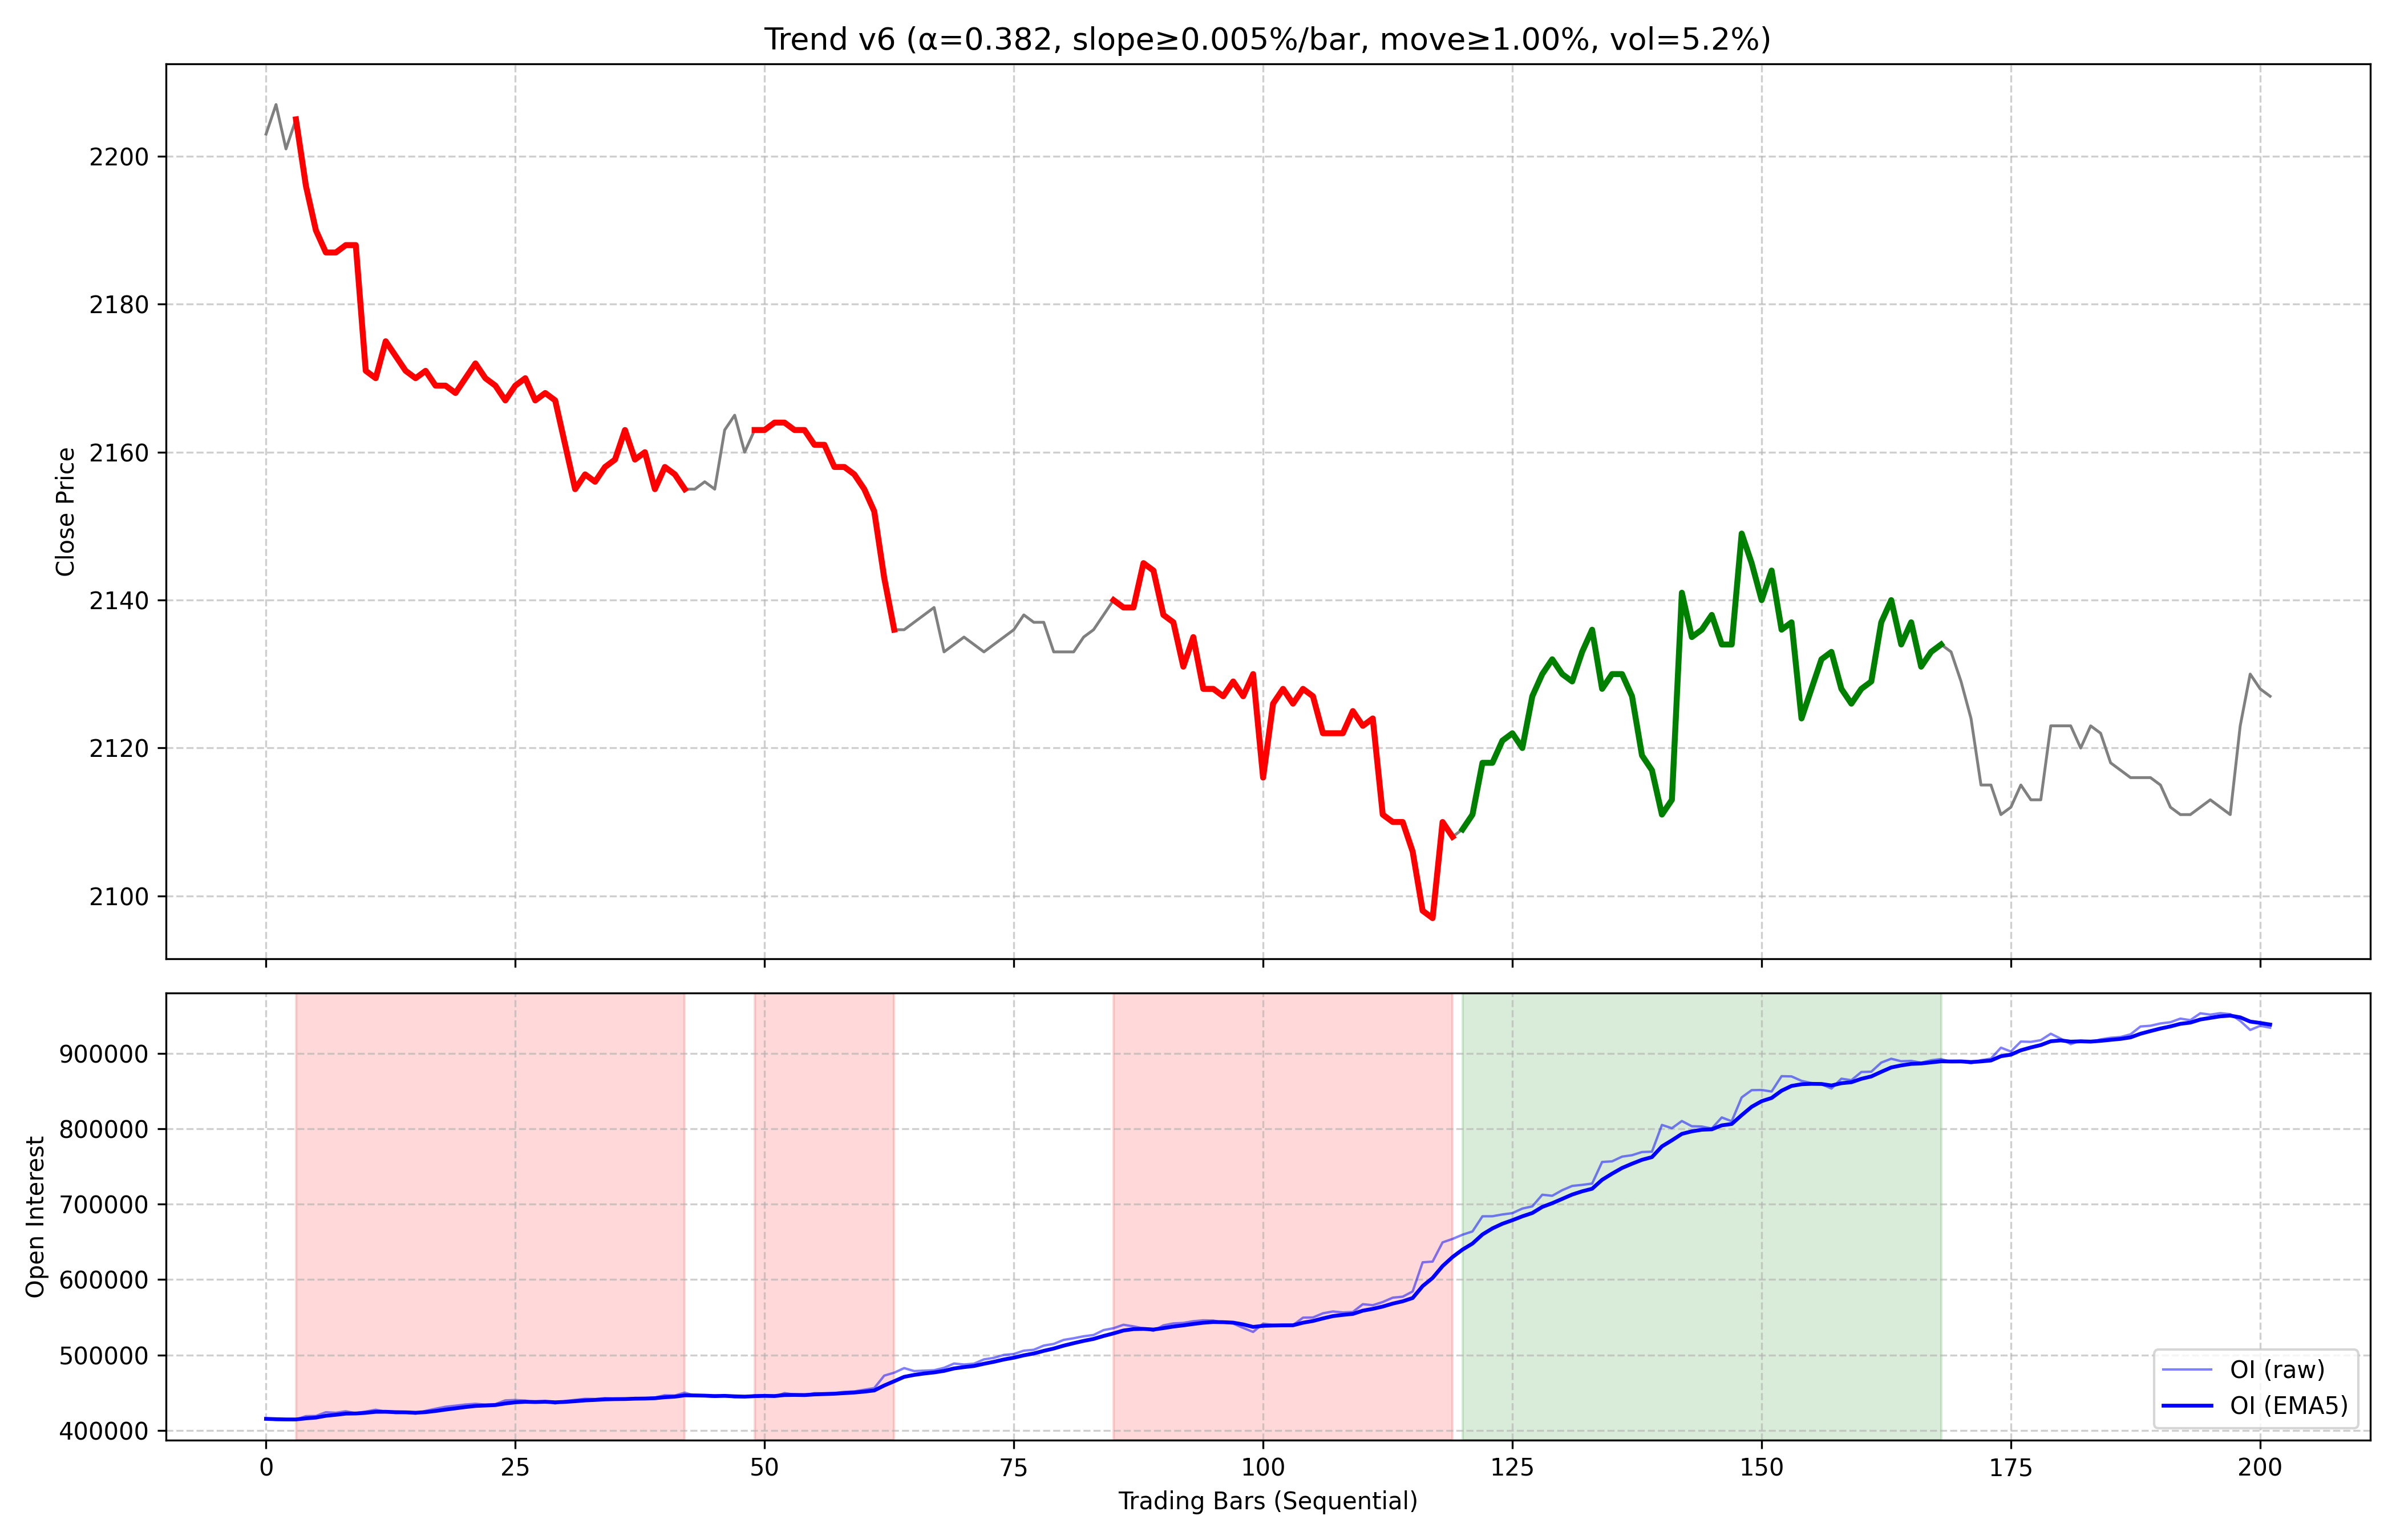 Trend v6 (α=0.382, slope≥0.005%/bar, move≥1.00%, vol=5.2%)
Close Price
2200
2180
2160
2140
2120
2100
Open Interest
900000
800000
700000
600000
500000
400000
OI (raw)
OI (EMA5)
0 25 50 75 100 125 150 175 200
Trading Bars (Sequential)